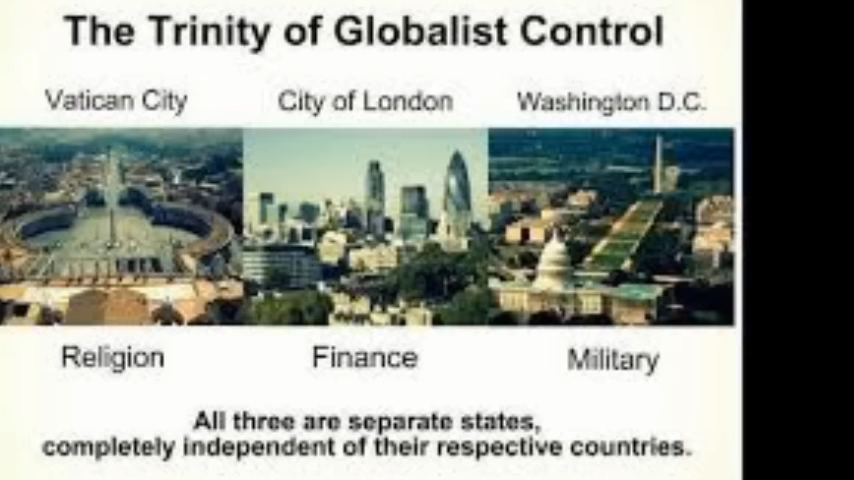 The Trinity of Globalist Control
Vatican City City of London Washington D.C.
Religion Finance Military
All three are separate states,
completely independent of their respective countries.